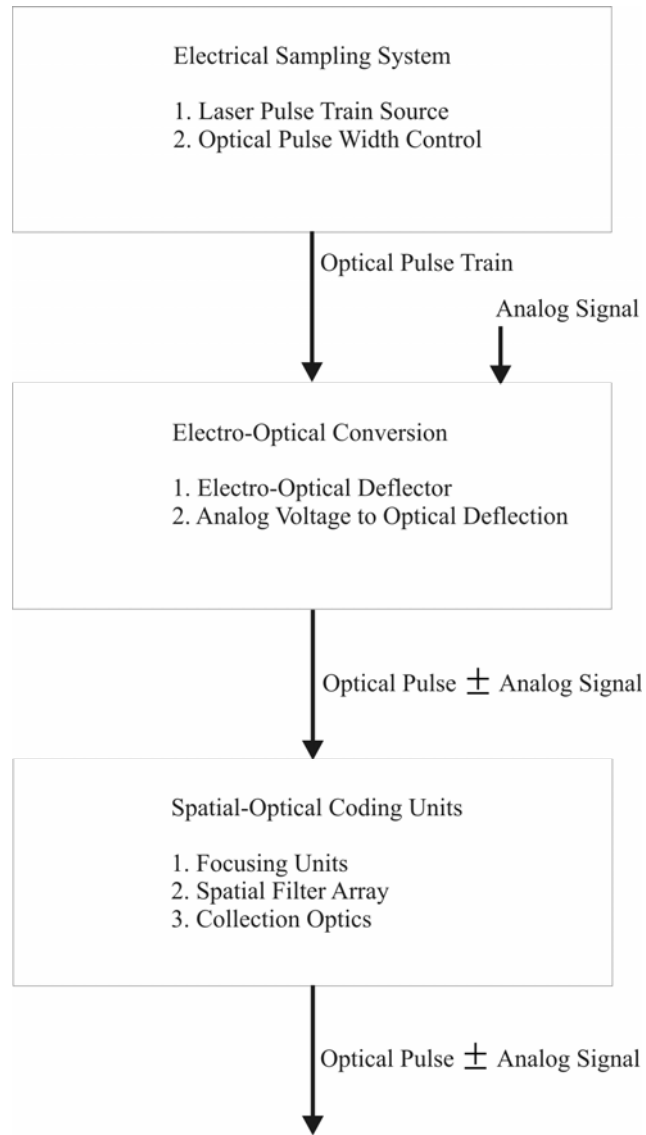 Electrical Sampling System
1. Laser Pulse Train Source
2. Optical Pulse Width Control
Optical Pulse Train
Analog Signal
Electro-Optical Conversion
1. Electro-Optical Deflector
2. Analog Voltage to Optical Deflection
Optical Pulse ± Analog Signal
Spatial-Optical Coding Units
1. Focusing Units
2. Spatial Filter Array
3. Collection Optics
Optical Pulse ± Analog Signal